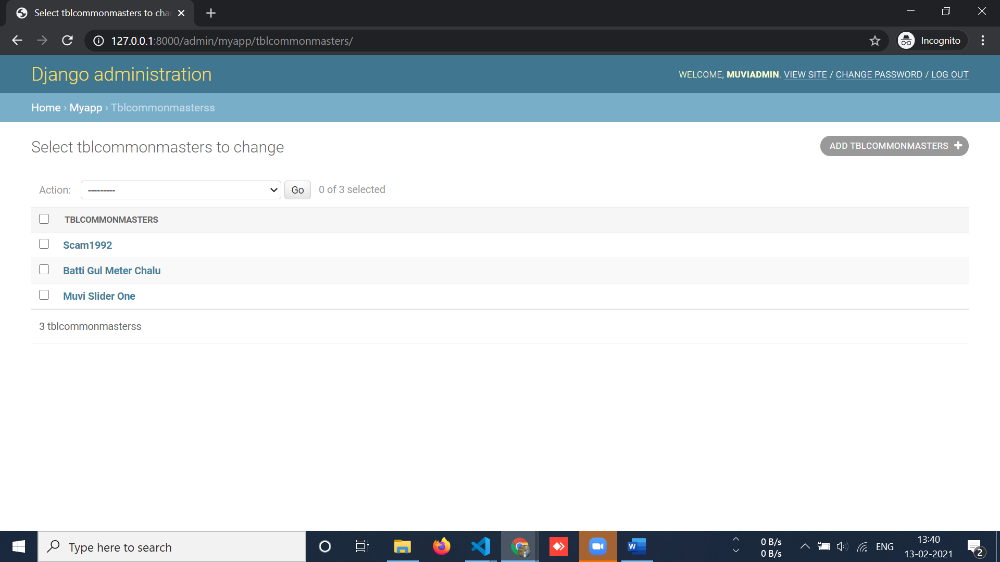 Select tblcommonmasters to cha
127.0.0.1:8000/admin/myapp/tblcommonmasters/
Incognito
Django administration
WELCOME, MUVIADMIN. VIEW SITE / CHANGE PASSWORD / LOG OUT
Home › Myapp › Tblcommonmasterss
Select tblcommonmasters to change
ADD TBLCOMMONMASTERS +
Action: --------- Go 0 of 3 selected
TBLCOMMONMASTERS
Scam1992
Batti Gul Meter Chalu
Muvi Slider One
3 tblcommonmasterss
Type here to search
W
0 B/s
0 B/s
ENG
13:40
13-02-2021
2